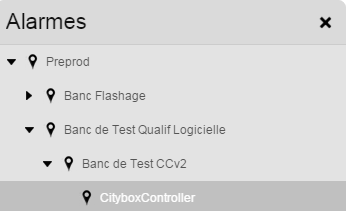 Alarmes
Preprod
Banc Flashage
Banc de Test Qualif Logicielle
Banc de Test CCv2
CityboxController